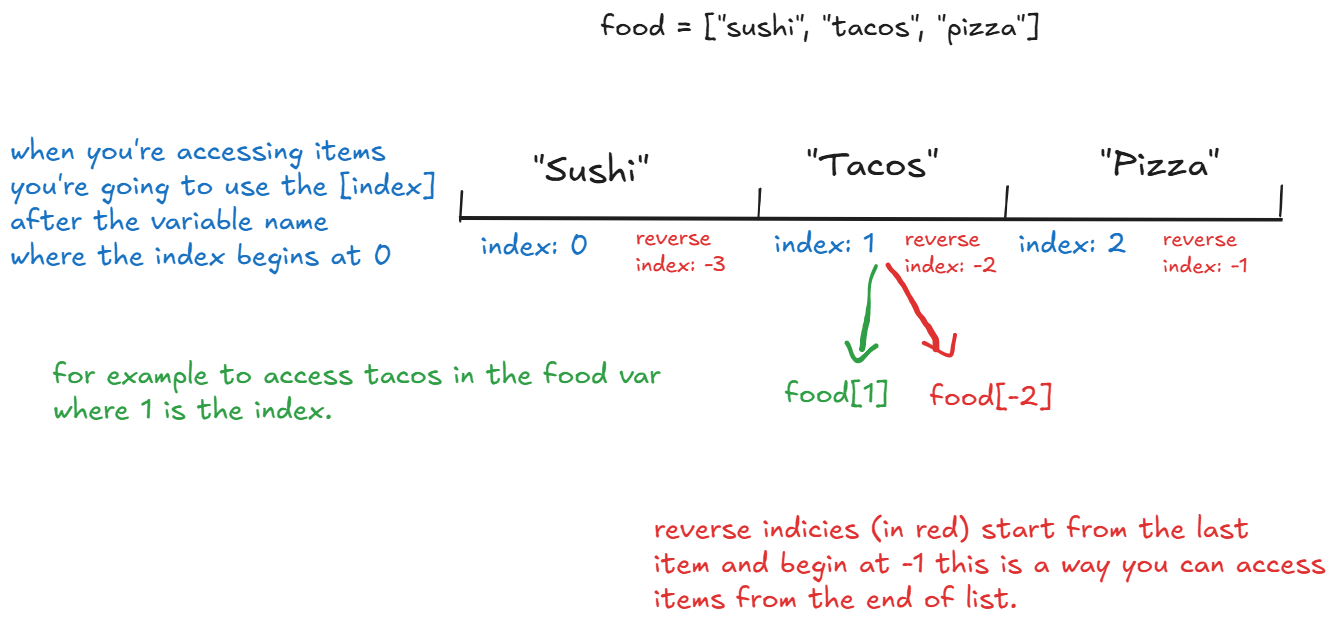 food = ["sushi", "tacos", "pizza"]
when you're accessing items
you're going to use the [index]
after the variable name
where the index begins at 0
"Sushi"
"Tacos"
"Pizza"
index: 0
reverse
index: -3
index: 1
reverse
index: -2
index: 2
reverse
index: -1
for example to access tacos in the food var
where 1 is the index.
food[1]
food[-2]
reverse indicies (in red) start from the last
item and begin at -1 this is a way you can access
items from the end of list.